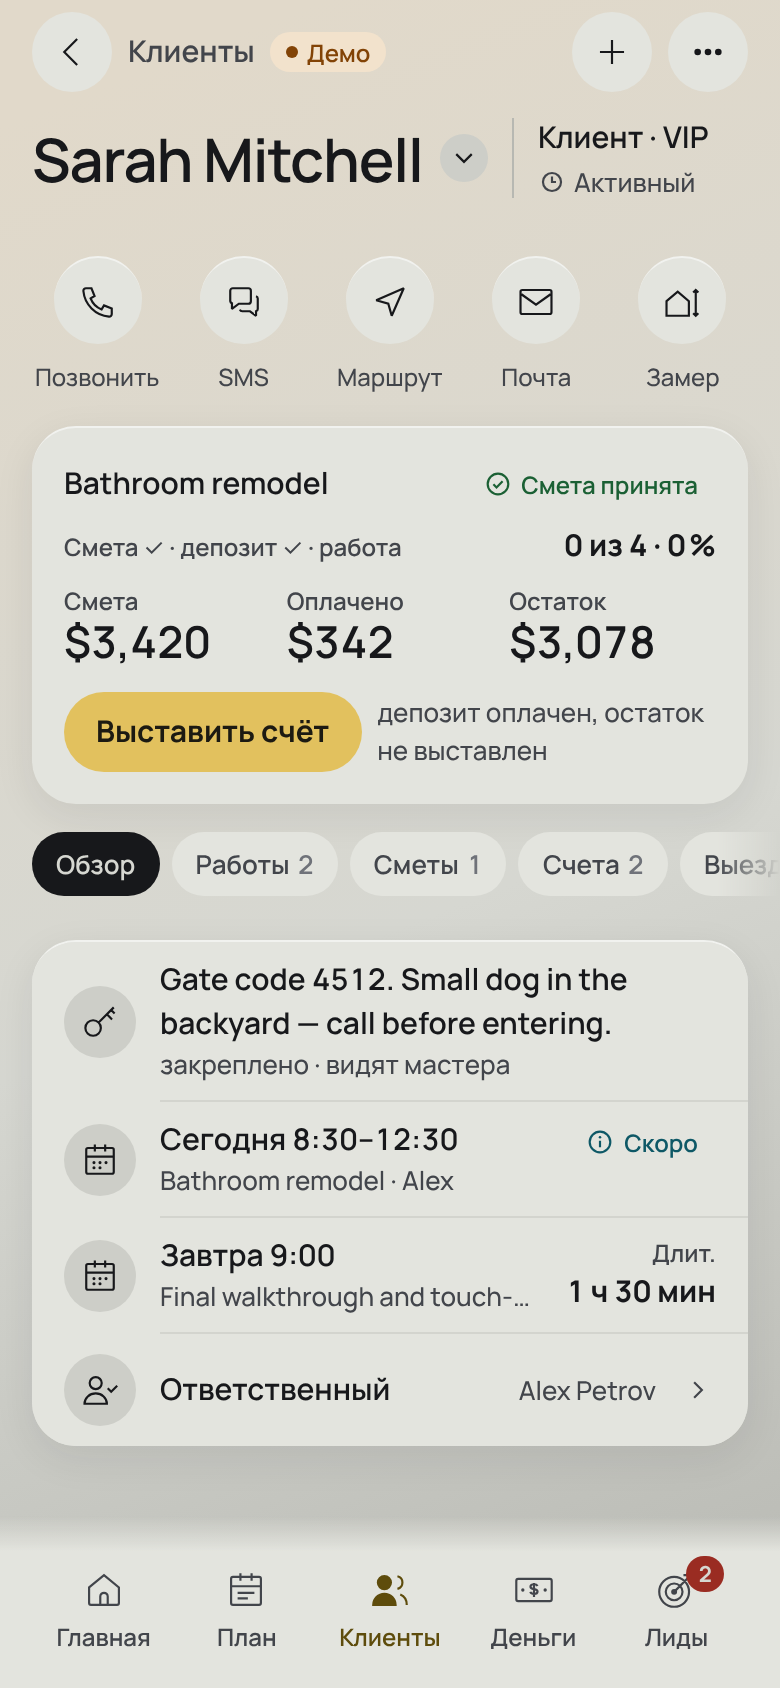 Клиенты
Демо
Sarah Mitchell
Клиент · VIP
Активный
Позвонить
SMS
Маршрут
Почта
Замер
Bathroom remodel
Смета принята
Смета ✓ · депозит ✓ · работа
0 из 4 · 0%
Смета
Оплачено
Остаток
$3,420
$342
$3,078
Выставить счёт
депозит оплачен, остаток
не выставлен
Обзор
Работы 2
Сметы 1
Счета 2
Выезд
Gate code 4512. Small dog in the
backyard — call before entering.
закреплено · видят мастера
Сегодня 8:30–12:30
Скоро
Bathroom remodel · Alex
Завтра 9:00
Длит.
Final walkthrough and touch-...
1 ч 30 мин
Ответственный
Alex Petrov
2
Главная
План
Клиенты
Деньги
Лиды